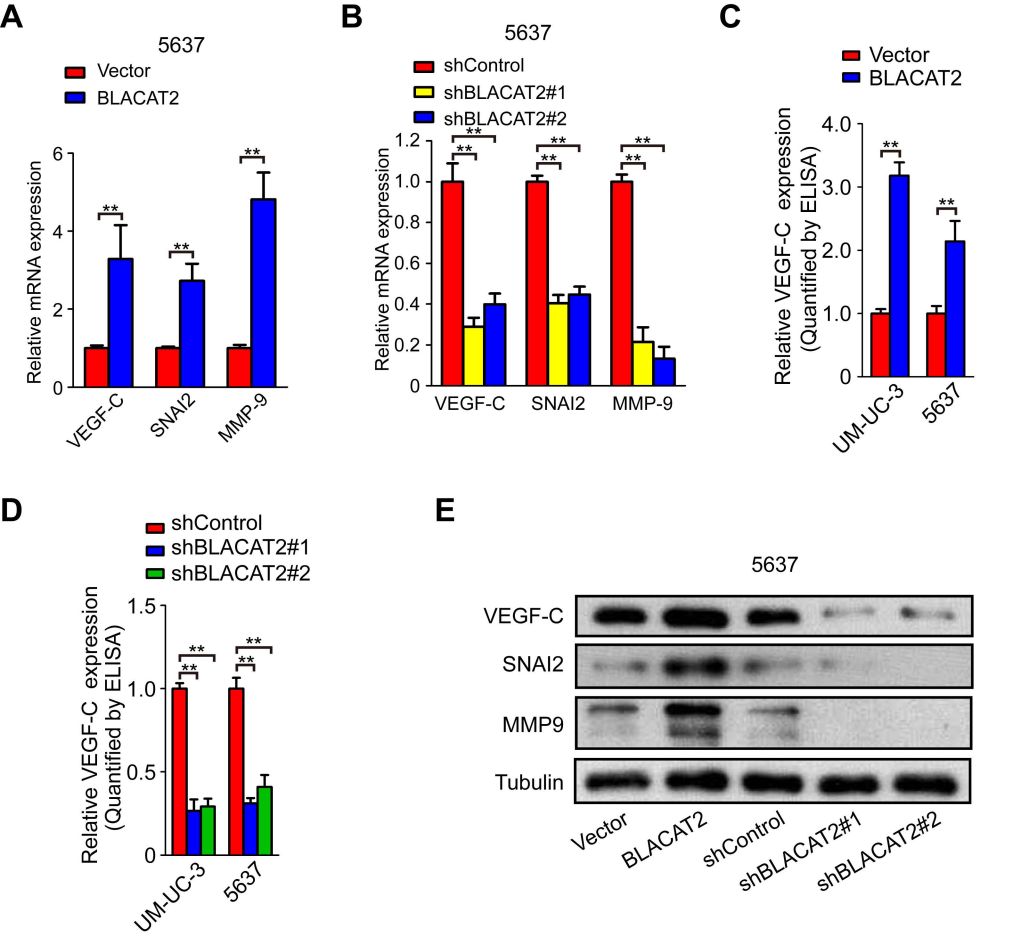 A
5637
Vector
BLACAT2
Relative mRNA expression
6
4
2
0
**
**
**
VEGF-C
SNAI2
MMP-9
B
5637
shControl
shBLACAT2#1
shBLACAT2#2
Relative mRNA expression
1.2
1.0
0.8
0.6
0.4
0.2
0
**
**
**
**
**
**
VEGF-C
SNAI2
MMP-9
C
Vector
BLACAT2
Relative VEGF-C expression
(Quantified by ELISA)
4.0
3.0
2.0
1.0
0
**
**
UM-UC-3
5637
D
shControl
shBLACAT2#1
shBLACAT2#2
Relative VEGF-C expression
(Quantified by ELISA)
1.5
1.0
0.5
0
**
**
**
**
UM-UC-3
5637
E
5637
VEGF-C
SNAI2
MMP9
Tubulin
Vector
BLACAT2
shControl
shBLACAT2#1
shBLACAT2#2